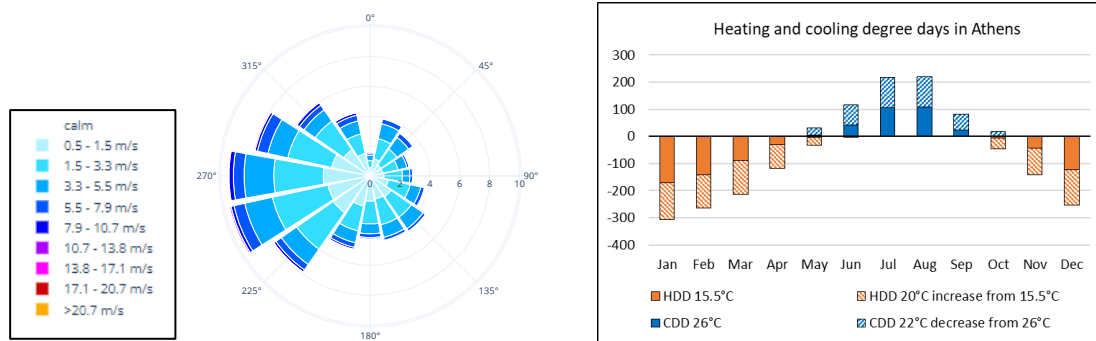 calm
0.5 - 1.5 m/s
1.5 - 3.3 m/s
3.3 - 5.5 m/s
5.5 - 7.9 m/s
7.9 - 10.7 m/s
10.7 - 13.8 m/s
13.8 - 17.1 m/s
17.1 - 20.7 m/s
>20.7 m/s
0°
45°
90°
135°
180°
225°
270°
315°
0 2 4 6 8 10
Heating and cooling degree days in Athens
300
200
100
0
-100
-200
-300
-400
Jan Feb Mar Apr May Jun Jul Aug Sep Oct Nov Dec
HDD 15.5°C HDD 20°C increase from 15.5°C
CDD 26°C CDD 22°C decrease from 26°C